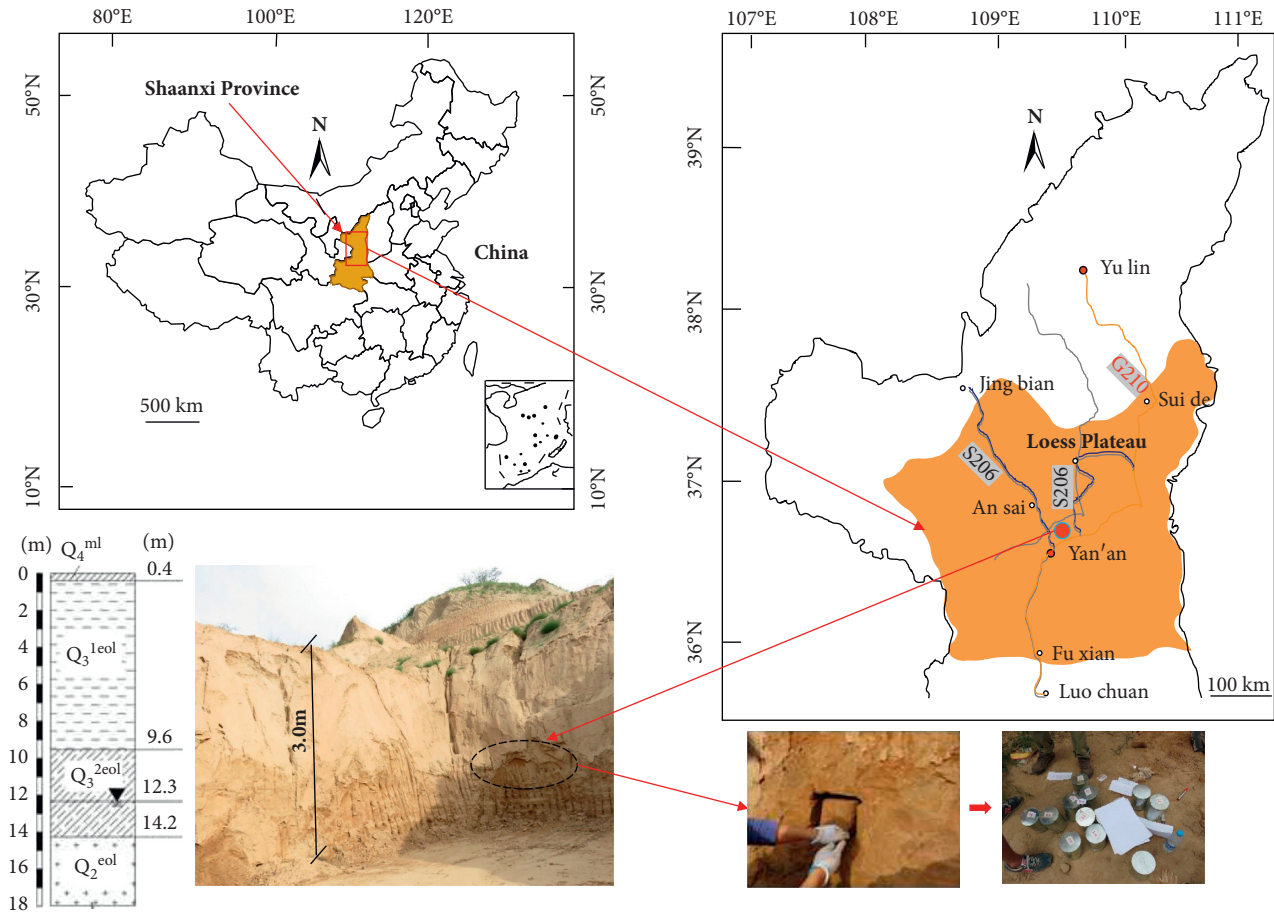 80°E
100°E
120°E
50°N
50°N
30°N
30°N
10°N
10°N
Shaanxi Province
N
China
500 km
107°E
108°E
109°E
110°E
111°E
39°N
38°N
37°N
36°N
N
Yu lin
Jing bian
G210
Sui de
Loess Plateau
S206
S206
An sai
Yan'an
Fu xian
Luo chuan
100 km
(m)
(m)
Q₄ᵐˡ
0
0.4
2
4
Q₃¹ᵉᵒˡ
6
8
9.6
10
Q₃²ᵉᵒˡ
12
12.3
14
14.2
16
Q₂ᵉᵒˡ
18
3.0m